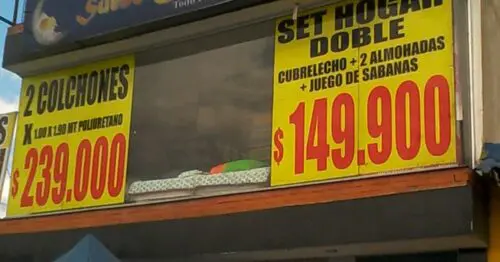 2 COLCHONES
X 1.00 X 1.90 MT POLIURETANO
$239.000
SET HOGAR
DOBLE
CUBRELECHO + 2 ALMOHADAS
+ JUEGO DE SABANAS
$149.900